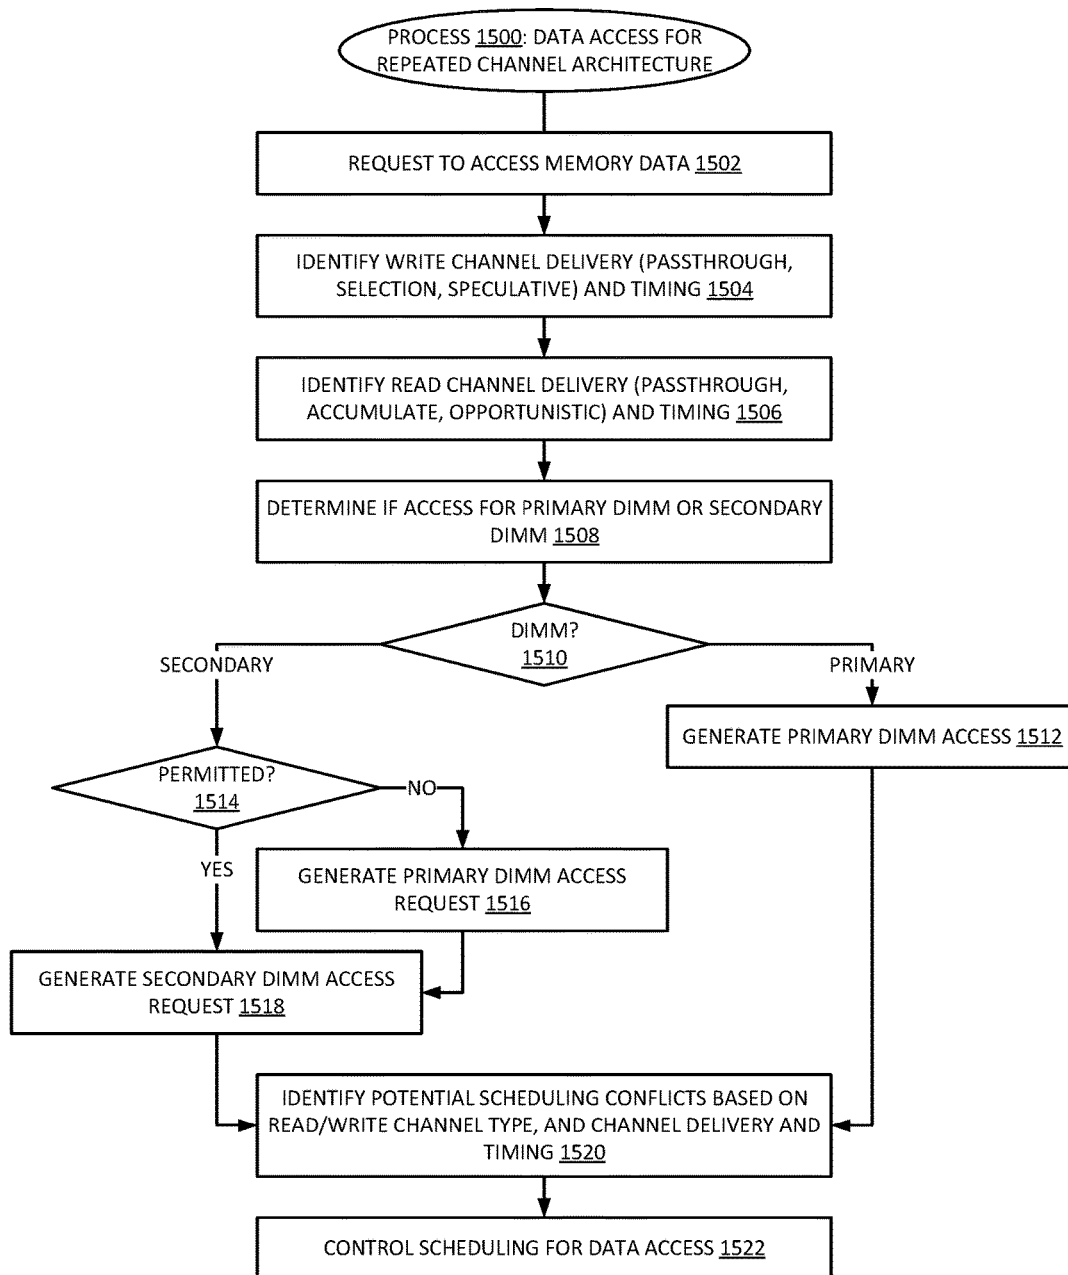 PROCESS 1500: DATA ACCESS FOR
REPEATED CHANNEL ARCHITECTURE
REQUEST TO ACCESS MEMORY DATA 1502
IDENTIFY WRITE CHANNEL DELIVERY (PASSTHROUGH,
SELECTION, SPECULATIVE) AND TIMING 1504
IDENTIFY READ CHANNEL DELIVERY (PASSTHROUGH,
ACCUMULATE, OPPORTUNISTIC) AND TIMING 1506
DETERMINE IF ACCESS FOR PRIMARY DIMM OR SECONDARY
DIMM 1508
DIMM?
1510
SECONDARY
PRIMARY
GENERATE PRIMARY DIMM ACCESS 1512
PERMITTED?
1514
NO
YES
GENERATE PRIMARY DIMM ACCESS
REQUEST 1516
GENERATE SECONDARY DIMM ACCESS
REQUEST 1518
IDENTIFY POTENTIAL SCHEDULING CONFLICTS BASED ON
READ/WRITE CHANNEL TYPE, AND CHANNEL DELIVERY AND
TIMING 1520
CONTROL SCHEDULING FOR DATA ACCESS 1522